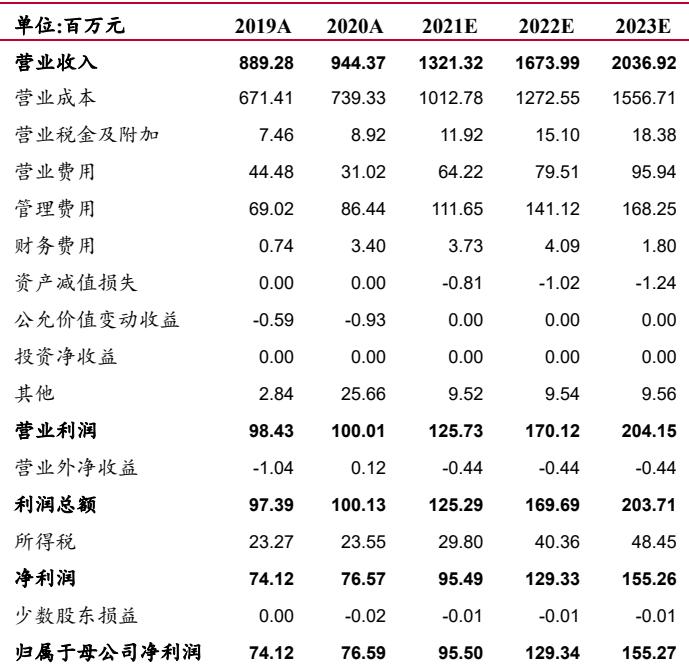 单位:百万元 2019A 2020A 2021E 2022E 2023E
营业收入 889.28 944.37 1321.32 1673.99 2036.92
营业成本 671.41 739.33 1012.78 1272.55 1556.71
营业税金及附加 7.46 8.92 11.92 15.10 18.38
营业费用 44.48 31.02 64.22 79.51 95.94
管理费用 69.02 86.44 111.65 141.12 168.25
财务费用 0.74 3.40 3.73 4.09 1.80
资产减值损失 0.00 0.00 -0.81 -1.02 -1.24
公允价值变动收益 -0.59 -0.93 0.00 0.00 0.00
投资净收益 0.00 0.00 0.00 0.00 0.00
其他 2.84 25.66 9.52 9.54 9.56
营业利润 98.43 100.01 125.73 170.12 204.15
营业外净收益 -1.04 0.12 -0.44 -0.44 -0.44
利润总额 97.39 100.13 125.29 169.69 203.71
所得税 23.27 23.55 29.80 40.36 48.45
净利润 74.12 76.57 95.49 129.33 155.26
少数股东损益 0.00 -0.02 -0.01 -0.01 -0.01
归属于母公司净利润 74.12 76.59 95.50 129.34 155.27